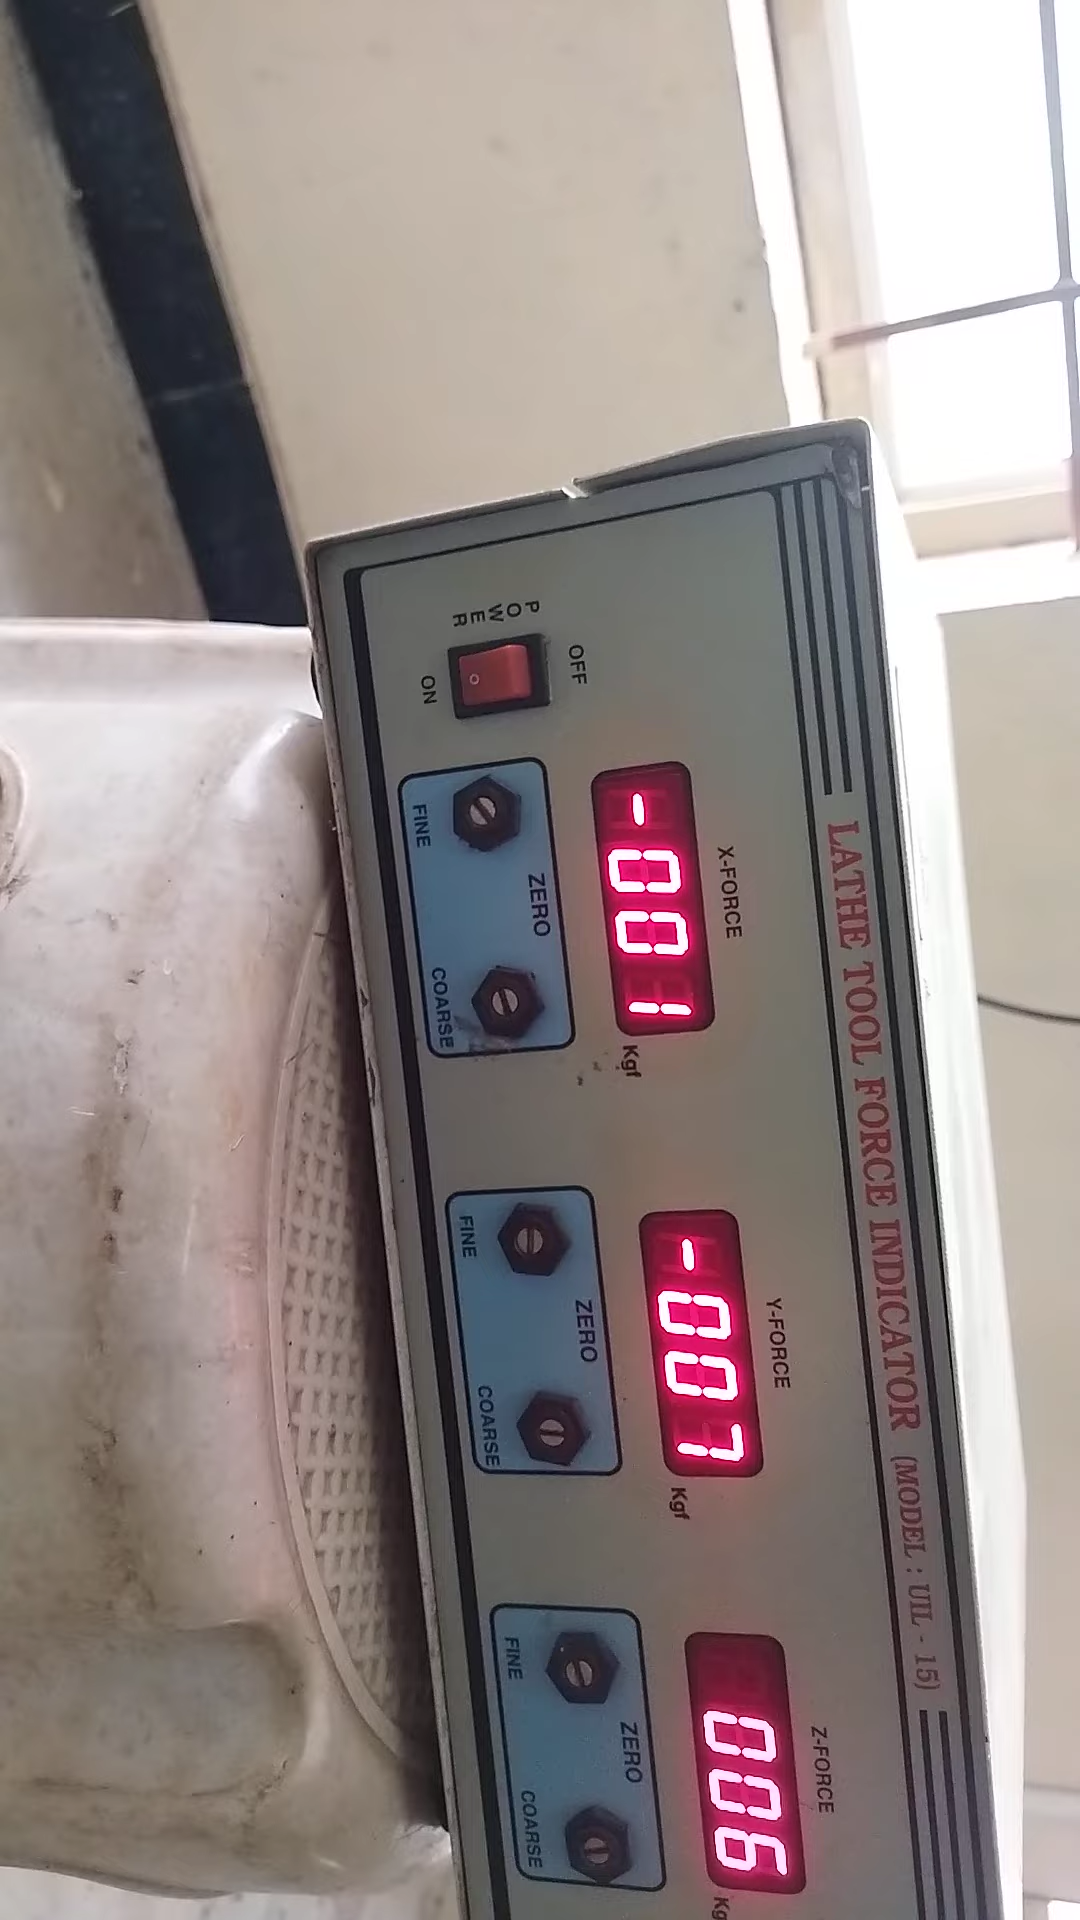 LATHE TOOL FORCE INDICATOR (MODEL : UIL - 15)
X-FORCE
Y-FORCE
Z-FORCE
-001
Kgf
-007
Kgf
006
Kg
OFF
POWER
ON
ZERO
FINE
COARSE
ZERO
FINE
COARSE
ZERO
FINE
COARSE